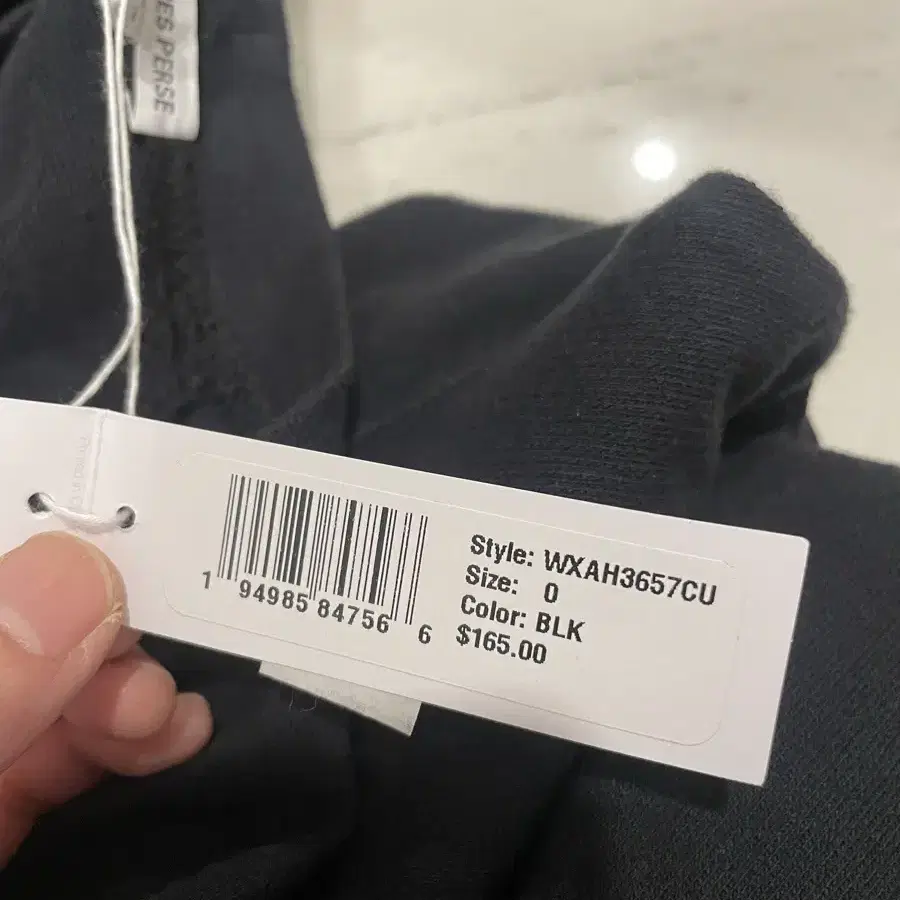 ES PERSE
1 94985 84756 6
Style: WXAH3657CU
Size: 0
Color: BLK
$165.00